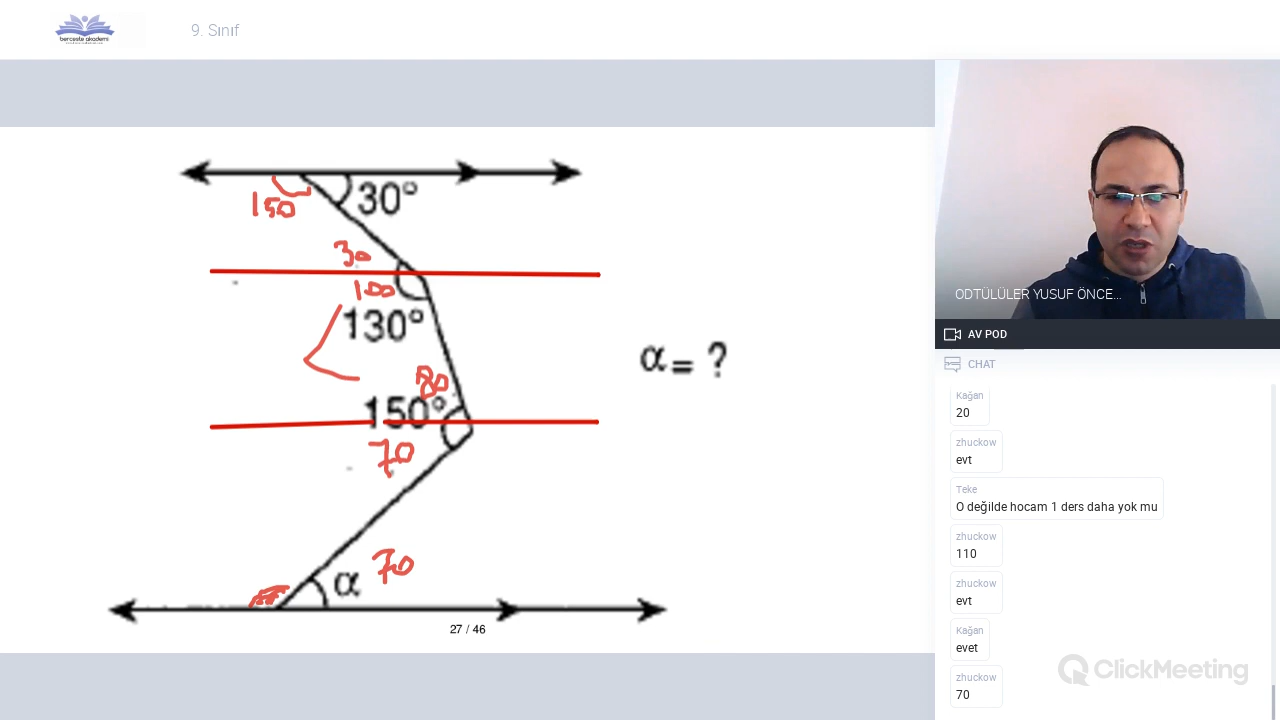 berceste akademi
9. Sınıf
30°
150
30
100
130°
α = ?
80
150°
70
α
70
27 / 46
ODTÜLÜLER YUSUF ÖNCE...
AV POD
CHAT
Kağan
20
zhuckow
evt
Teke
O değilde hocam 1 ders daha yok mu
zhuckow
110
zhuckow
evt
Kağan
evet
zhuckow
70
ClickMeeting